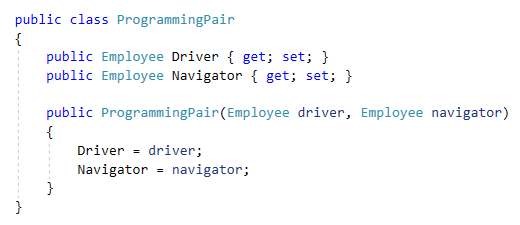 public class ProgrammingPair
{
    public Employee Driver { get; set; }
    public Employee Navigator { get; set; }

    public ProgrammingPair(Employee driver, Employee navigator)
    {
        Driver = driver;
        Navigator = navigator;
    }
}